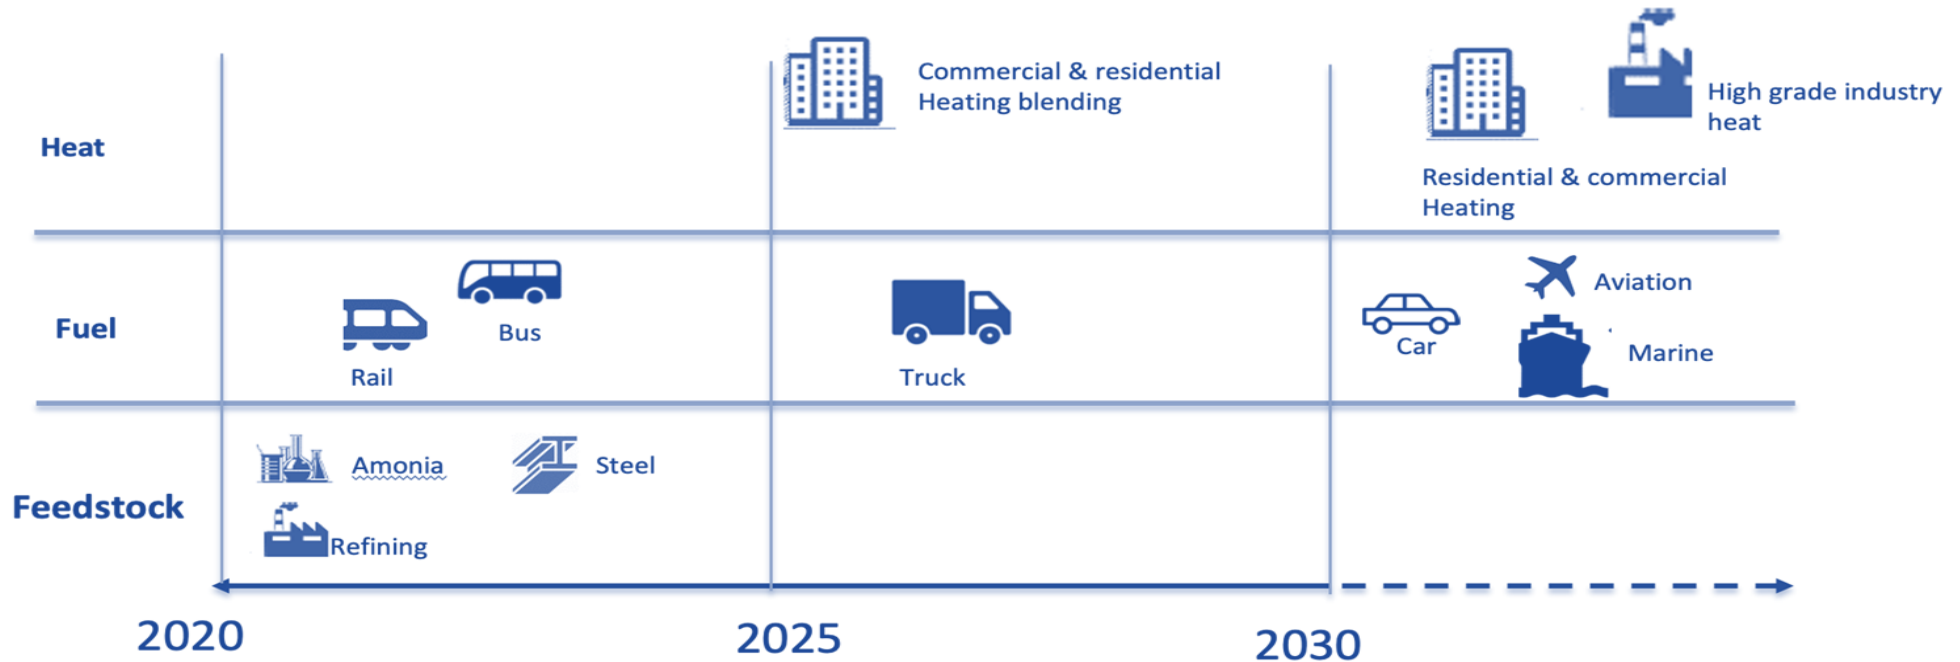 Commercial & residential
Heating blending
High grade industry
heat
Heat
Residential & commercial
Heating
Fuel
Rail
Bus
Truck
Car
Aviation
Marine
Feedstock
Amonia
Steel
Refining
2020
2025
2030